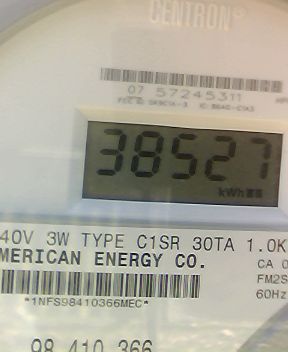 CENTRON®
07 57245311
38527
kWh
40V 3W TYPE C1SR 30TA 1.0K
MERICAN ENERGY CO.
CA 0
FM2S
60Hz
*1NFS98410366MEC*
98 410 366